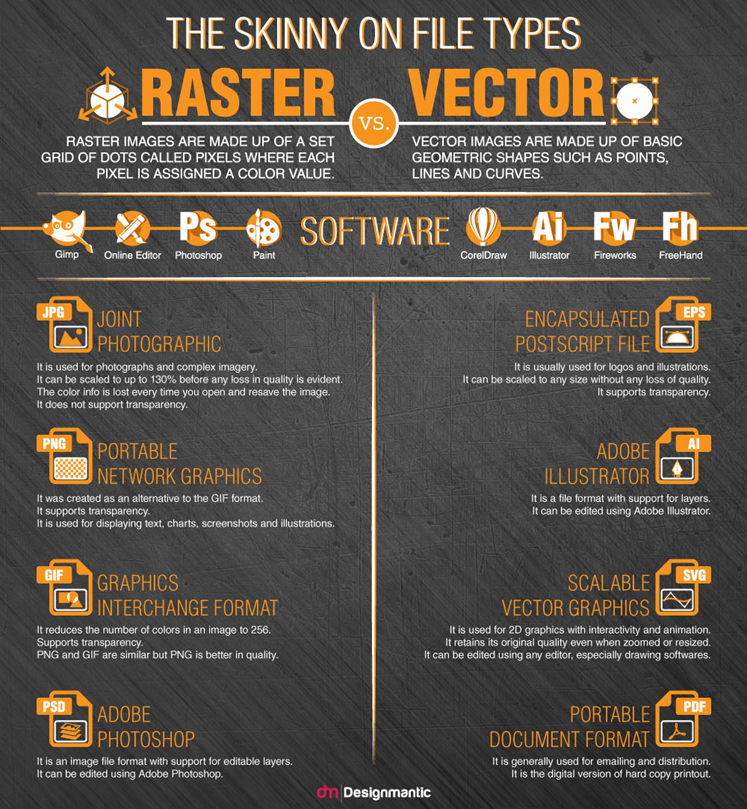 THE SKINNY ON FILE TYPES
RASTER
vs.
VECTOR
RASTER IMAGES ARE MADE UP OF A SET
GRID OF DOTS CALLED PIXELS WHERE EACH
PIXEL IS ASSIGNED A COLOR VALUE.
VECTOR IMAGES ARE MADE UP OF BASIC
GEOMETRIC SHAPES SUCH AS POINTS,
LINES AND CURVES.
Gimp
Online Editor
Ps
Photoshop
Paint
SOFTWARE
CorelDraw
Ai
Illustrator
Fw
Fireworks
Fh
FreeHand
JPG
JOINT
PHOTOGRAPHIC
It is used for photographs and complex imagery.
It can be scaled to up to 130% before any loss in quality is evident.
The color info is lost every time you open and resave the image.
It does not support transparency.
PNG
PORTABLE
NETWORK GRAPHICS
It was created as an alternative to the GIF format.
It supports transparency.
It is used for displaying text, charts, screenshots and illustrations.
GIF
GRAPHICS
INTERCHANGE FORMAT
It reduces the number of colors in an image to 256.
Supports transparency.
PNG and GIF are similar but PNG is better in quality.
PSD
ADOBE
PHOTOSHOP
It is an image file format with support for editable layers.
It can be edited using Adobe Photoshop.
EPS
ENCAPSULATED
POSTSCRIPT FILE
It is usually used for logos and illustrations.
It can be scaled to any size without any loss of quality.
It supports transparency.
AI
ADOBE
ILLUSTRATOR
It is a file format with support for layers.
It can be edited using Adobe Illustrator.
SVG
SCALABLE
VECTOR GRAPHICS
It is used for 2D graphics with interactivity and animation.
It retains its original quality even when zoomed or resized.
It can be edited using any editor, especially drawing softwares.
PDF
PORTABLE
DOCUMENT FORMAT
It is generally used for emailing and distribution.
It is the digital version of hard copy printout.
dm Designmantic